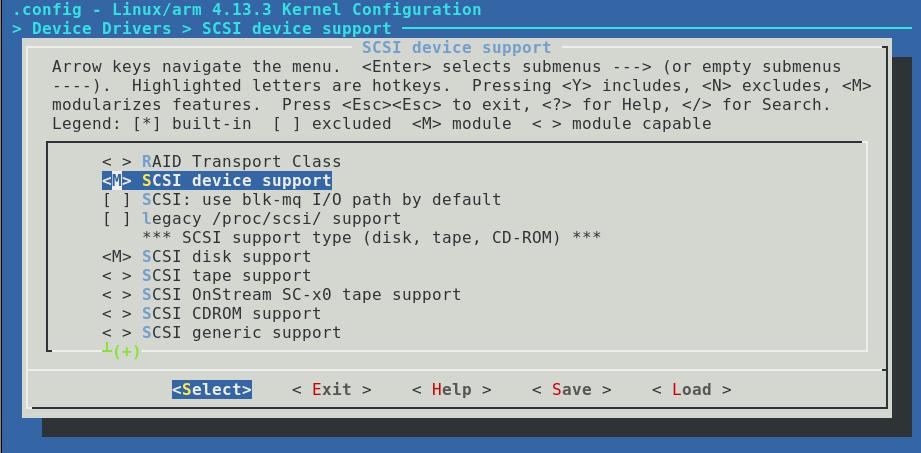 .config - Linux/arm 4.13.3 Kernel Configuration
> Device Drivers > SCSI device support
SCSI device support
Arrow keys navigate the menu.  <Enter> selects submenus ---> (or empty submenus
----).  Highlighted letters are hotkeys.  Pressing <Y> includes, <N> excludes, <M>
modularizes features.  Press <Esc><Esc> to exit, <?> for Help, </> for Search.
Legend: [*] built-in  [ ] excluded  <M> module  < > module capable
< > RAID Transport Class
<M> SCSI device support
[ ] SCSI: use blk-mq I/O path by default
[ ] legacy /proc/scsi/ support
*** SCSI support type (disk, tape, CD-ROM) ***
<M> SCSI disk support
< > SCSI tape support
< > SCSI OnStream SC-x0 tape support
< > SCSI CDROM support
< > SCSI generic support
┴(+)
<Select>    < Exit >    < Help >    < Save >    < Load >